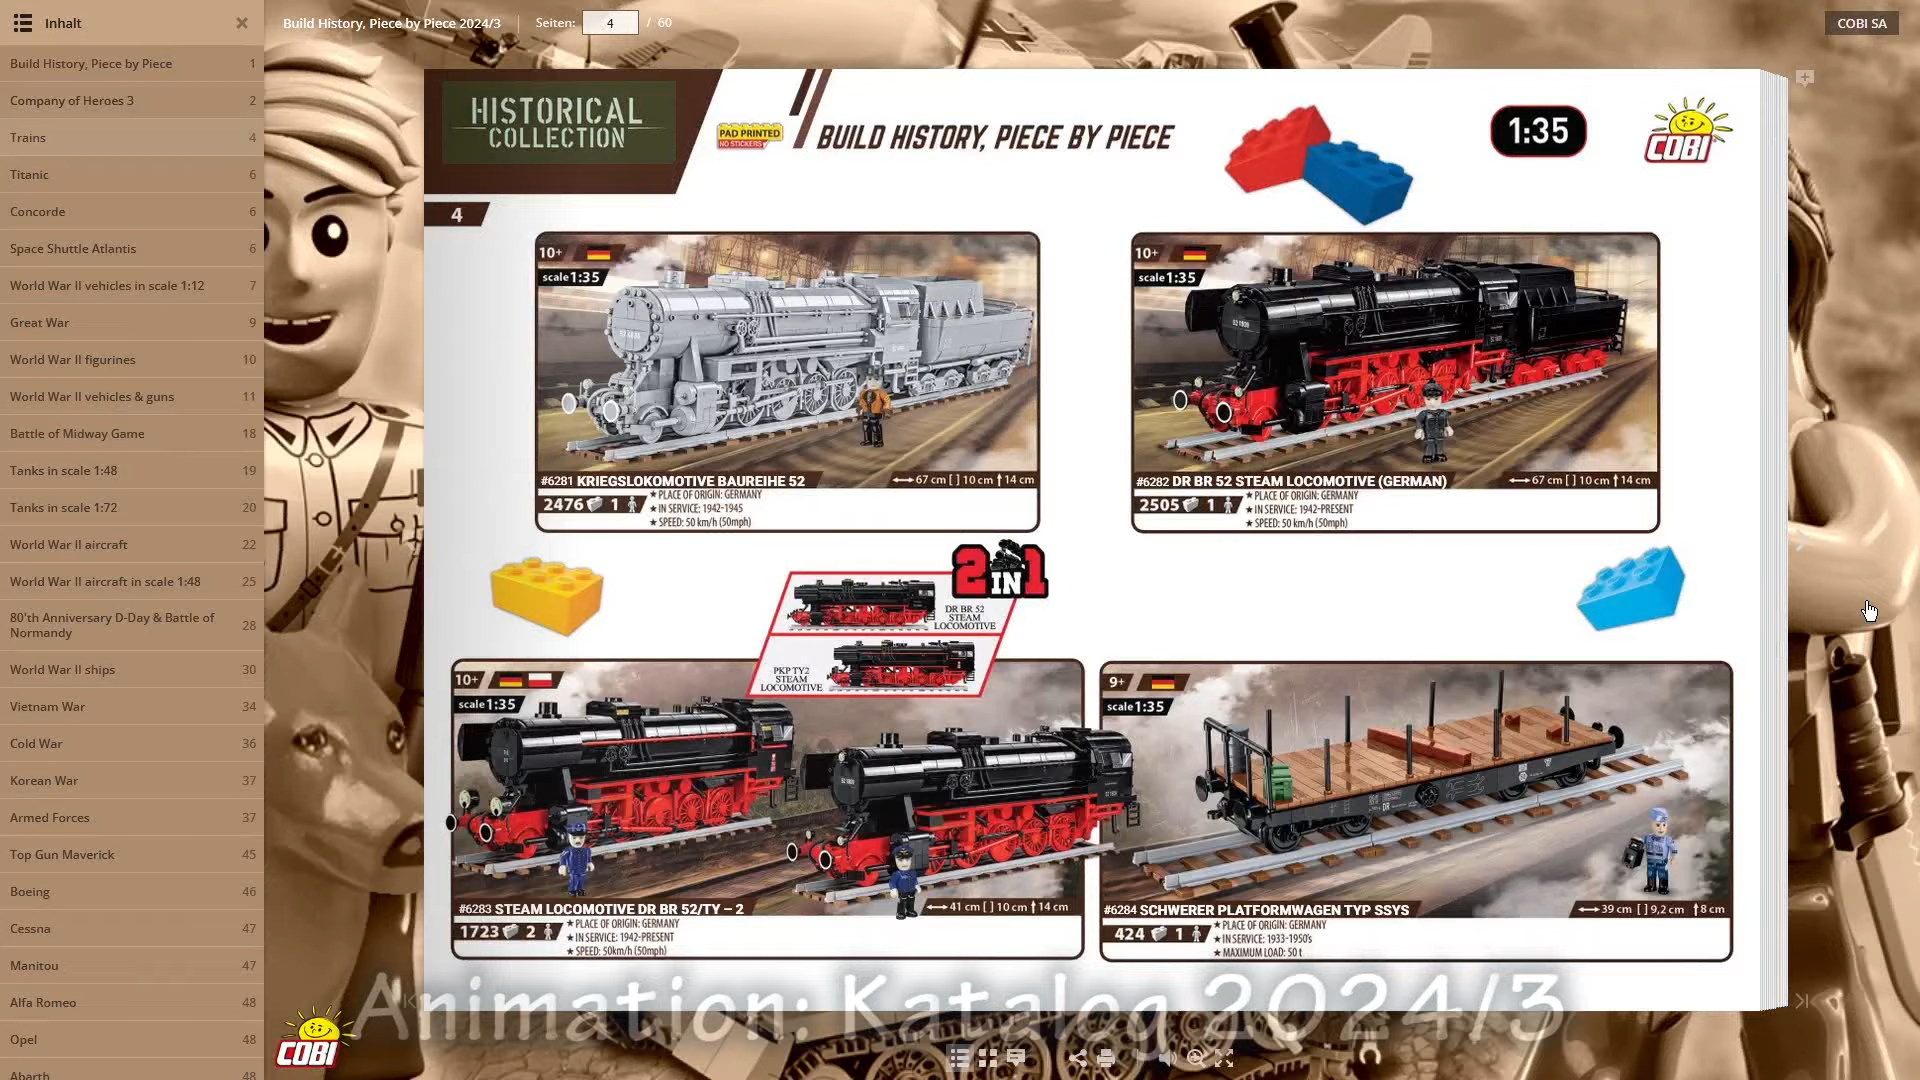 Inhalt
Build History, Piece by Piece 1
Company of Heroes 3 2
Trains 4
Titanic 6
Concorde 6
Space Shuttle Atlantis 6
World War II vehicles in scale 1:12 7
Great War 9
World War II figurines 10
World War II vehicles & guns 11
Battle of Midway Game 18
Tanks in scale 1:48 19
Tanks in scale 1:72 20
World War II aircraft 22
World War II aircraft in scale 1:48 25
80'th Anniversary D-Day & Battle of
Normandy 28
World War II ships 30
Vietnam War 34
Cold War 36
Korean War 37
Armed Forces 37
Top Gun Maverick 45
Boeing 46
Cessna 47
Manitou 47
Alfa Romeo 48
Opel 48
Abarth 48
Build History, Piece by Piece 2024/3 Seiten: 4 / 60
COBI SA
HISTORICAL
COLLECTION
PAD PRINTED
NO STICKERS
BUILD HISTORY, PIECE BY PIECE
1:35
COBI
4
10+
scale 1:35
#6281 KRIEGSLOKOMOTIVE BAUREIHE 52
67 cm [ ] 10 cm 14 cm
2476 1
★ PLACE OF ORIGIN: GERMANY
★ IN SERVICE: 1942-1945
★ SPEED: 50 km/h (50mph)
10+
scale 1:35
#6282 DR BR 52 STEAM LOCOMOTIVE (GERMAN)
67 cm [ ] 10 cm 14 cm
2505 1
★ PLACE OF ORIGIN: GERMANY
★ IN SERVICE: 1942-PRESENT
★ SPEED: 50 km/h (50mph)
2IN1
DR BR 52
STEAM
LOCOMOTIVE
PKP TY2
STEAM
LOCOMOTIVE
10+
scale 1:35
#6283 STEAM LOCOMOTIVE DR BR 52/TY – 2
41 cm [ ] 10 cm 14 cm
1723 2
★ PLACE OF ORIGIN: GERMANY
★ IN SERVICE: 1942-PRESENT
★ SPEED: 50km/h (50mph)
9+
scale 1:35
#6284 SCHWERER PLATFORMWAGEN TYP SSYS
39 cm [ ] 9,2 cm 8 cm
424 1
★ PLACE OF ORIGIN: GERMANY
★ IN SERVICE: 1933-1950's
★ MAXIMUM LOAD: 50 t
Animation: Katalog 2024/3
COBI